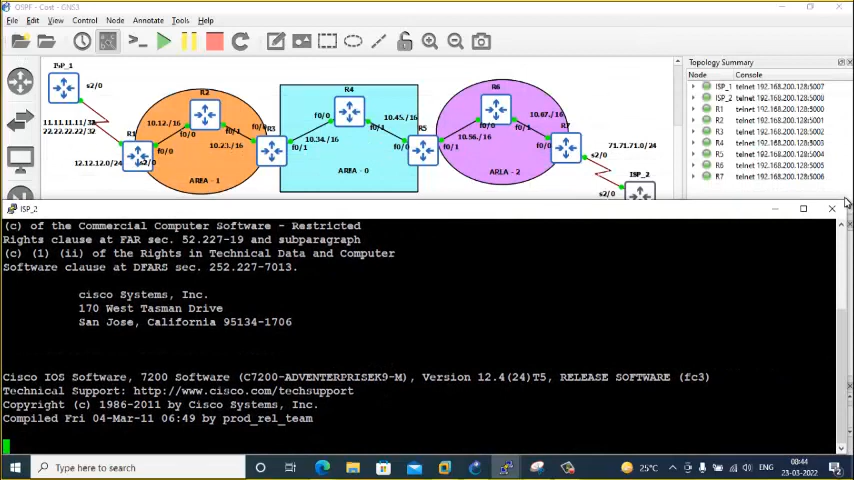 OSPF - Cost - GNS3
File Edit View Control Node Annotate Tools Help
ISP_1
s2/0
11.11.11.11/32
22.22.22.22/32
12.12.12.0/24
R1
s2/0
f0/0
10.12./16
R2
f0/0
f0/1
10.23./16
AREA - 1
R3
f0/1
10.34./16
R4
f0/0
f0/1
10.45./16
AREA - 0
R5
f0/0
f0/1
10.56./16
R6
f0/0
f0/1
10.67./16
AREA - 2
R7
s2/0
71.71.71.0/24
s2/0
ISP_2
Topology Summary
Node Console
ISP_1 telnet 192.168.200.128:5007
ISP_2 telnet 192.168.200.128:
R1 telnet 192.168.200.128:5000
R2 telnet 192.168.200.128:5001
R3 telnet 192.168.200.128:5002
R4 telnet 192.168.200.128:5003
R5 telnet 192.168.200.128:5004
R6 telnet 192.168.200.128:5005
R7 telnet 192.168.200.128:5006
ISP_2
(c) of the Commercial Computer Software - Restricted
Rights clause at FAR sec. 52.227-19 and subparagraph
(c) (1) (ii) of the Rights in Technical Data and Computer
Software clause at DFARS sec. 252.227-7013.
cisco Systems, Inc.
170 West Tasman Drive
San Jose, California 95134-1706
Cisco IOS Software, 7200 Software (C7200-ADVENTERPRISEK9-M), Version 12.4(24)T5, RELEASE SOFTWARE (fc3)
Technical Support: http://www.cisco.com/techsupport
Copyright (c) 1986-2011 by Cisco Systems, Inc.
Compiled Fri 04-Mar-11 06:49 by prod_rel_team
Type here to search
25°C
ENG
08:44
23-03-2022